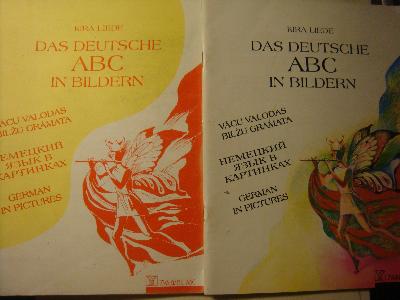 KIRA LIEDE
DAS DEUTSCHE
ABC
IN BILDERN
VĀCU VALODAS
BILŽU GRĀMATA
НЕМЕЦКИЙ
ЯЗЫК В
КАРТИНКАХ
GERMAN
IN PICTURES
KIRA LIEDE
DAS DEUTSCHE
ABC
IN BILDERN
VĀCU VALODAS
BILŽU GRĀMATA
НЕМЕЦКИЙ
ЯЗЫК В
КАРТИНКАХ
GERMAN
IN PICTURES